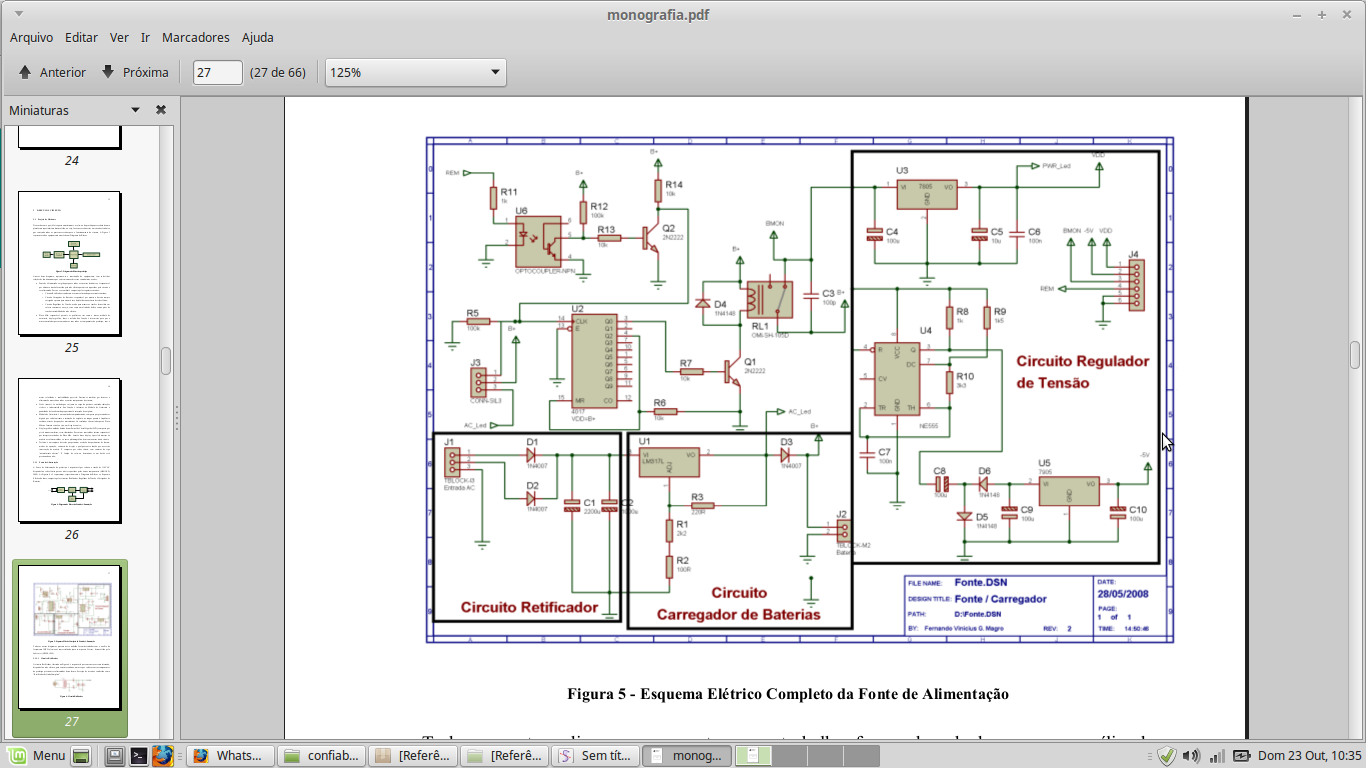 monografia.pdf
Arquivo Editar Ver Ir Marcadores Ajuda
Anterior Próxima 27 (27 de 66) 125%
Miniaturas
24
25
26
27
REM
R11
1k
U6
OPTOCOUPLER-NPN
B+
R12
100k
R13
10k
B+
R14
10k
Q2
2N2222
R5
100k
B+
J3
CONN-SIL3
AC_Led
U2
CLK
E
MR
Q0
Q1
Q2
Q3
Q4
Q5
Q6
Q7
Q8
Q9
CO
4017
VDD=B+
R7
10k
R6
10k
Q1
2N2222
D4
1N4148
B+
BMON
RL1
C3
100p
B+
AC_Led
U3
7805
VI
VO
GND
PWR_Led
VDD
C4
100u
C5
10u
C6
100n
BMON -5V VDD
J4
REM
U4
R
VCC
Q
DC
CV
TR
GND
TH
NE555
R8
1k
R9
1k5
R10
3k3
C7
100n
Circuito Regulador
de Tensão
C8
100u
D6
1N4148
D5
1N4148
C9
100u
U5
7905
VI
VO
GND
C10
100u
-5V
J1
TBLOCK-I3
Entrada AC
D1
1N4007
D2
1N4007
C1
2200u
C2
Circuito Retificador
U1
LM317L
VI
VO
ADJ
D3
1N4007
B+
R3
220R
R1
2k2
R2
100R
J2
TBLOCK-M2
Bateria
Circuito
Carregador de Baterias
FILE NAME: Fonte.DSN
DESIGN TITLE: Fonte / Carregador
PATH: D:\Fonte.DSN
BY: Fernando Vinicius G. Magro REV: 2
DATE:
28/05/2008
PAGE:
1 of 1
TIME: 14:50:46
Figura 5 - Esquema Elétrico Completo da Fonte de Alimentação
Menu Whats... confiab... [Referê... [Referê... Sem tít... monog... Dom 23 Out, 10:35